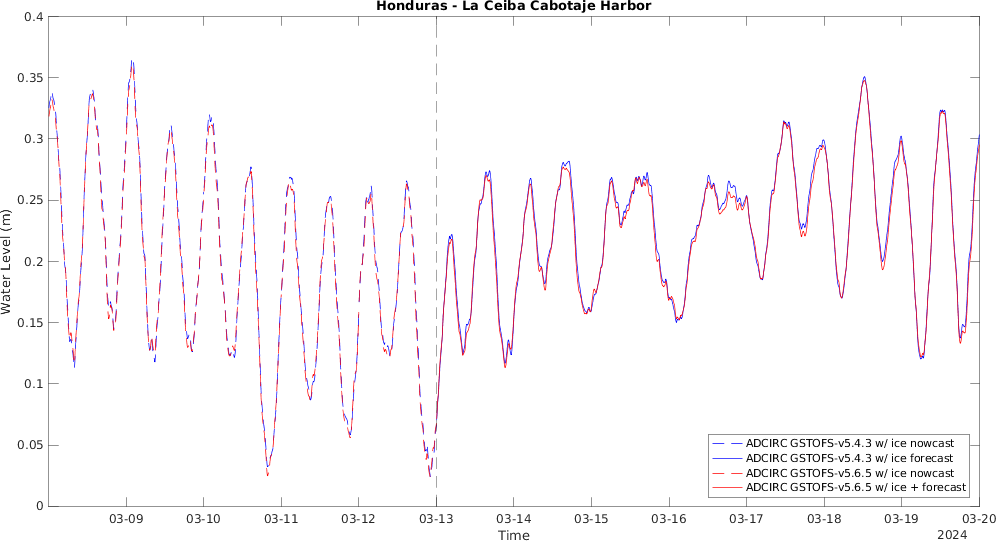 Honduras - La Ceiba Cabotaje Harbor
0.4
0.35
0.3
0.25
0.2
0.15
0.1
0.05
0
Water Level (m)
ADCIRC GSTOFS-v5.4.3 w/ ice nowcast
ADCIRC GSTOFS-v5.4.3 w/ ice forecast
ADCIRC GSTOFS-v5.6.5 w/ ice nowcast
ADCIRC GSTOFS-v5.6.5 w/ ice + forecast
03-09 03-10 03-11 03-12 03-13 03-14 03-15 03-16 03-17 03-18 03-19 03-20
Time
2024